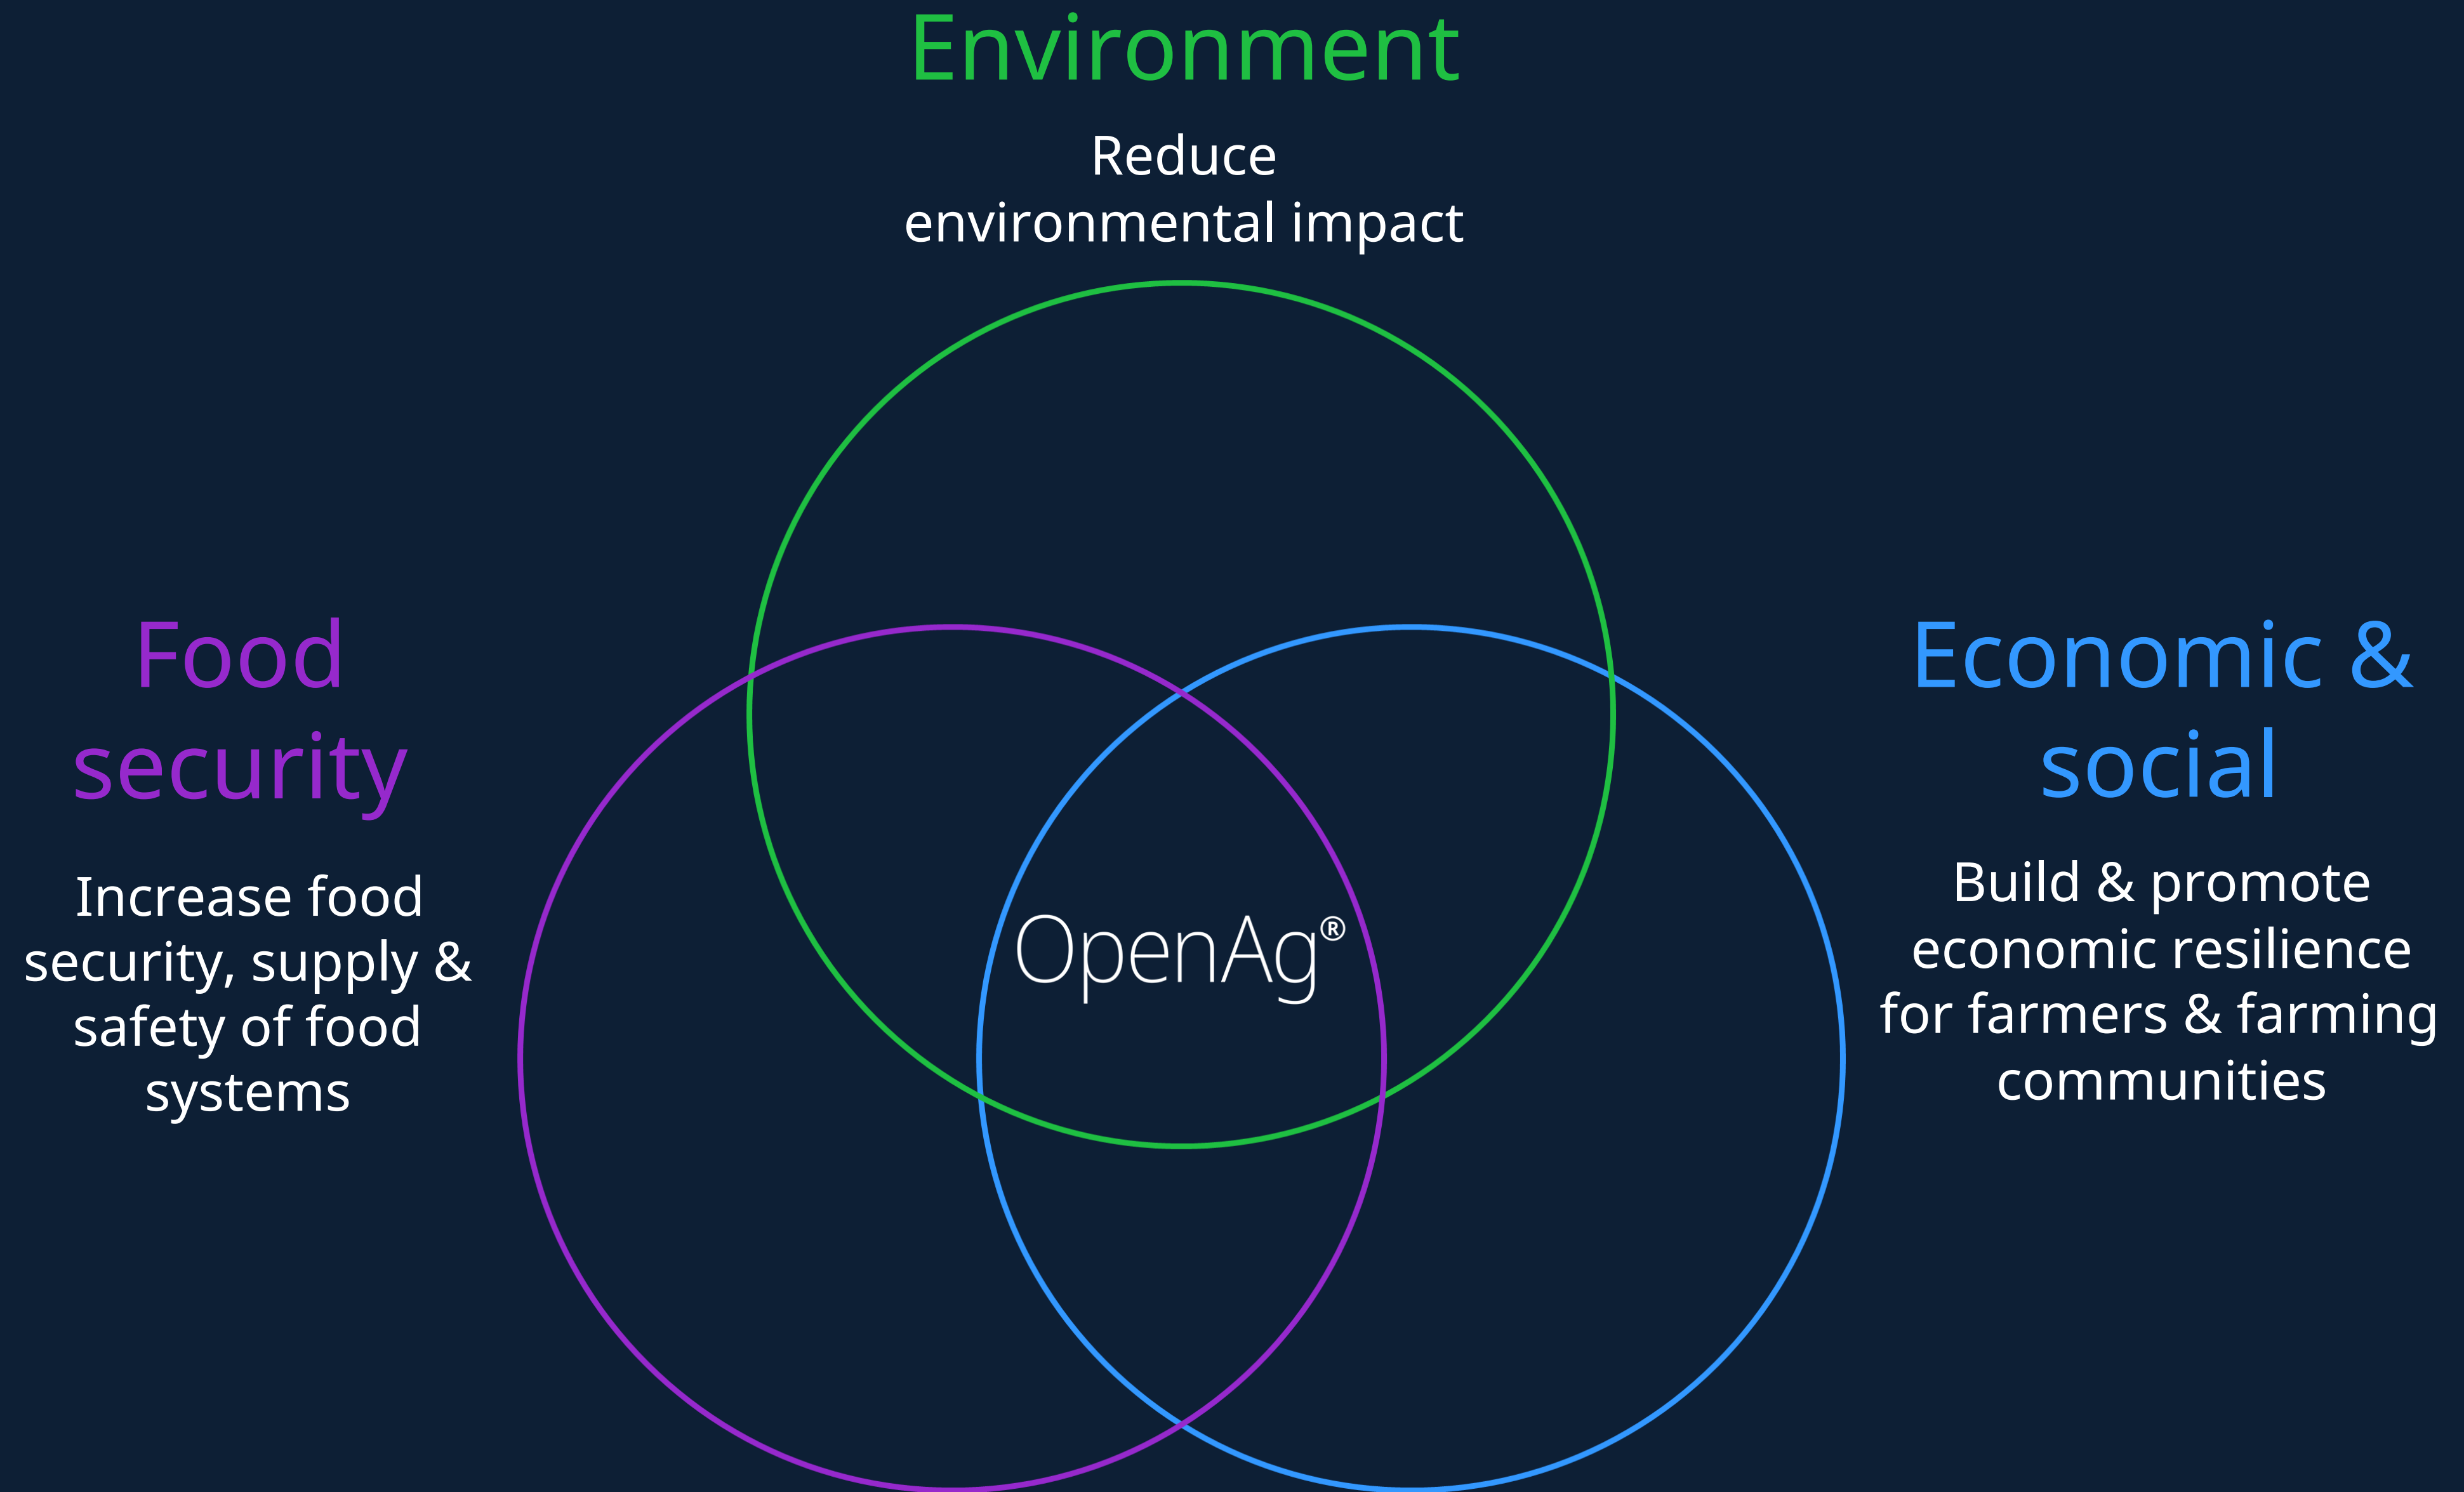 Environment
Reduce
environmental impact
Food
security
Increase food
security, supply &
safety of food
systems
OpenAg®
Economic &
social
Build & promote
economic resilience
for farmers & farming
communities